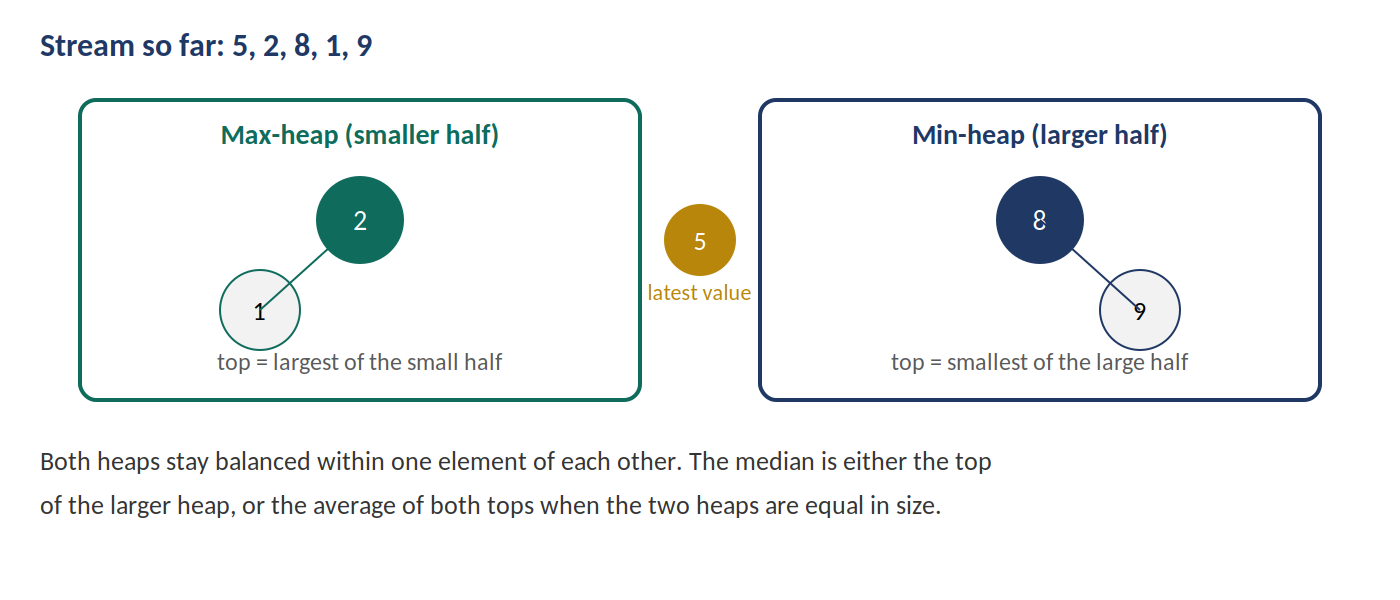 Stream so far: 5, 2, 8, 1, 9
Max-heap (smaller half)
Min-heap (larger half)
2
8
5
1
latest value
9
top = largest of the small half
top = smallest of the large half
Both heaps stay balanced within one element of each other. The median is either the top
of the larger heap, or the average of both tops when the two heaps are equal in size.